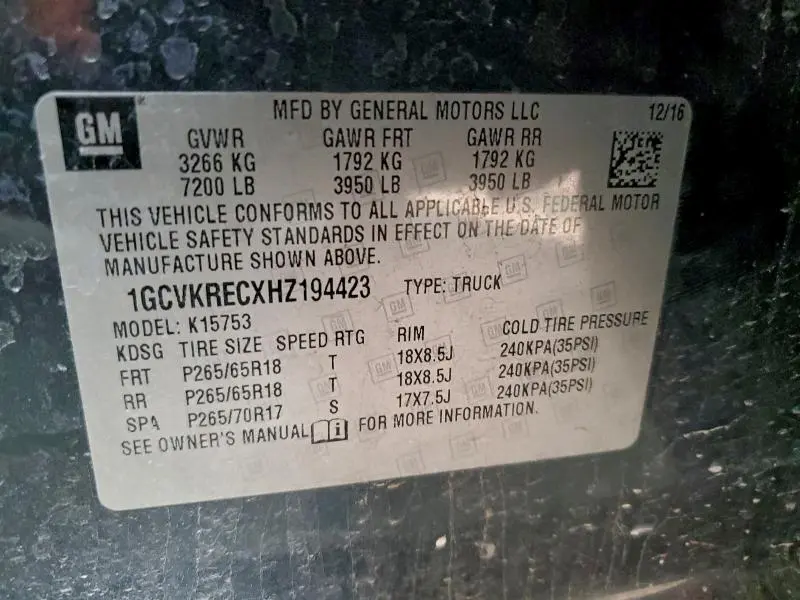 GM MFD BY GENERAL MOTORS LLC 12/16
GVWR GAWR FRT GAWR RR
3266 KG 1792 KG 1792 KG
7200 LB 3950 LB 3950 LB
THIS VEHICLE CONFORMS TO ALL APPLICABLE U.S. FEDERAL MOTOR
VEHICLE SAFETY STANDARDS IN EFFECT ON THE DATE OF
MANUFACTURE SHOWN ABOVE.
1GCVKRECXHZ194423 TYPE: TRUCK
MODEL: K15753
KDSG TIRE SIZE SPEED RTG RIM COLD TIRE PRESSURE
FRT P265/65R18 T 18X8.5J 240KPA(35PSI)
RR P265/65R18 T 18X8.5J 240KPA(35PSI)
SPA P265/70R17 S 17X7.5J 240KPA(35PSI)
SEE OWNER'S MANUAL FOR MORE INFORMATION.